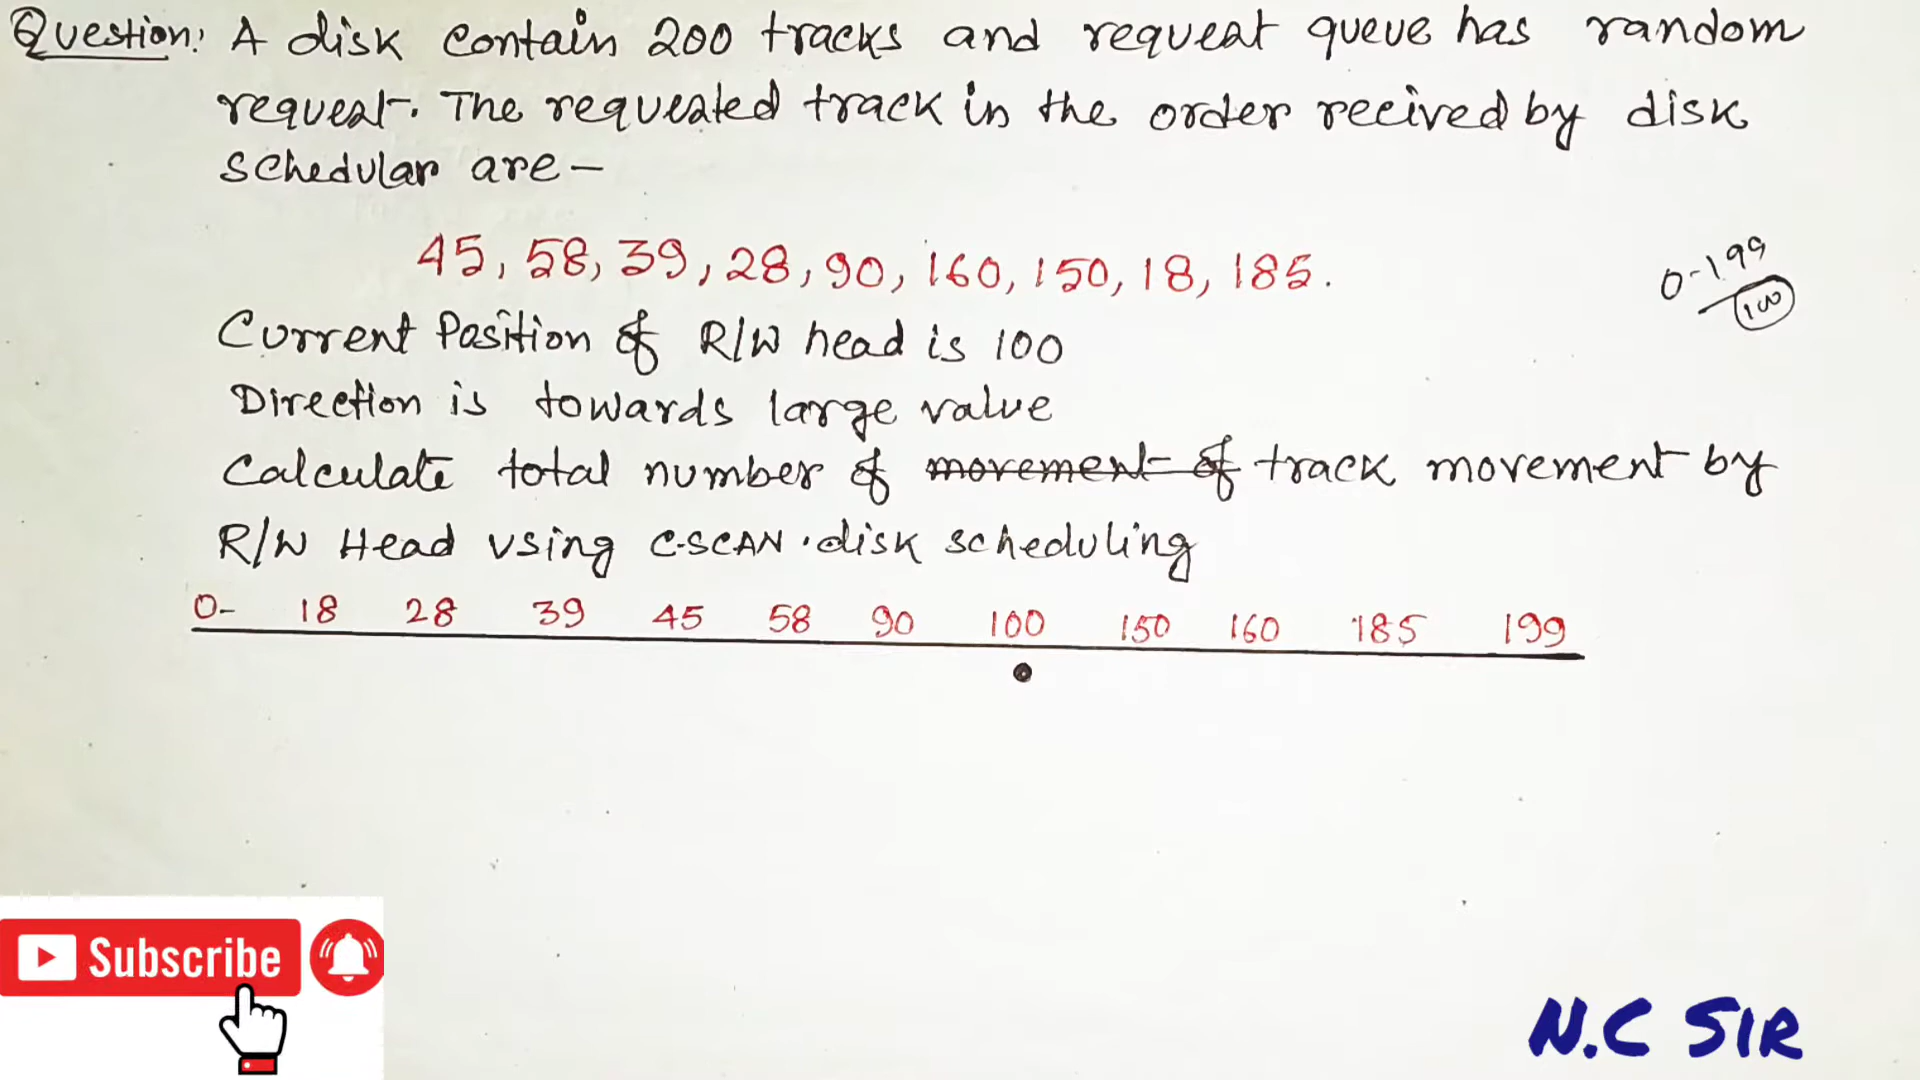 Question: A disk contain 200 tracks and request queue has random
request. The requested track in the order recived by disk
schedular are -
45, 58, 39, 28, 90, 160, 150, 18, 185.
0-199
100
Current Position of R/W head is 100
Direction is towards large value
Calculate total number of movement of track movement by
R/W Head using C-SCAN disk scheduling
0- 18 28 39 45 58 90 100 150 160 185 199
Subscribe
N.C SIR